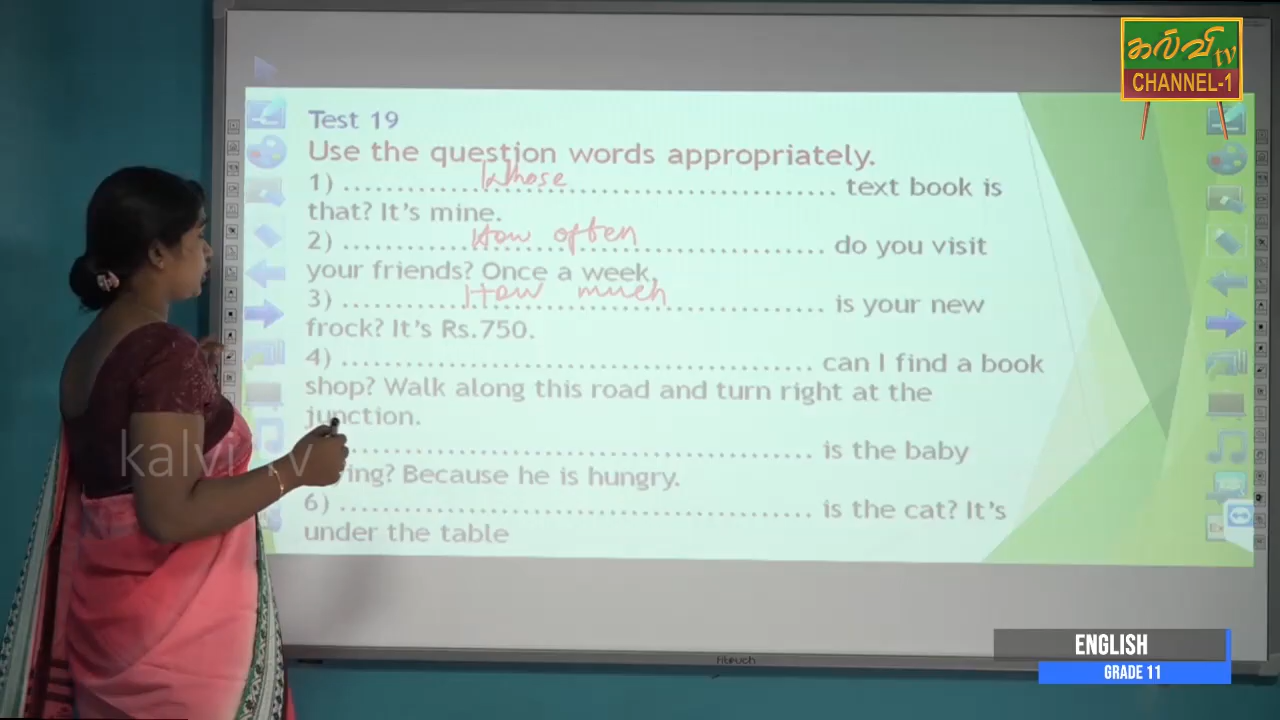 கல்வி tv
CHANNEL-1
Test 19
Use the question words appropriately.
1) ............Whose............ text book is
that? It's mine.
2) ............How often............ do you visit
your friends? Once a week.
3) ............How much............ is your new
frock? It's Rs.750.
4) ........................ can I find a book
shop? Walk along this road and turn right at the
junction.
........................ is the baby
ing? Because he is hungry.
6) ........................ is the cat? It's
under the table
kalvi tv
ENGLISH
GRADE 11